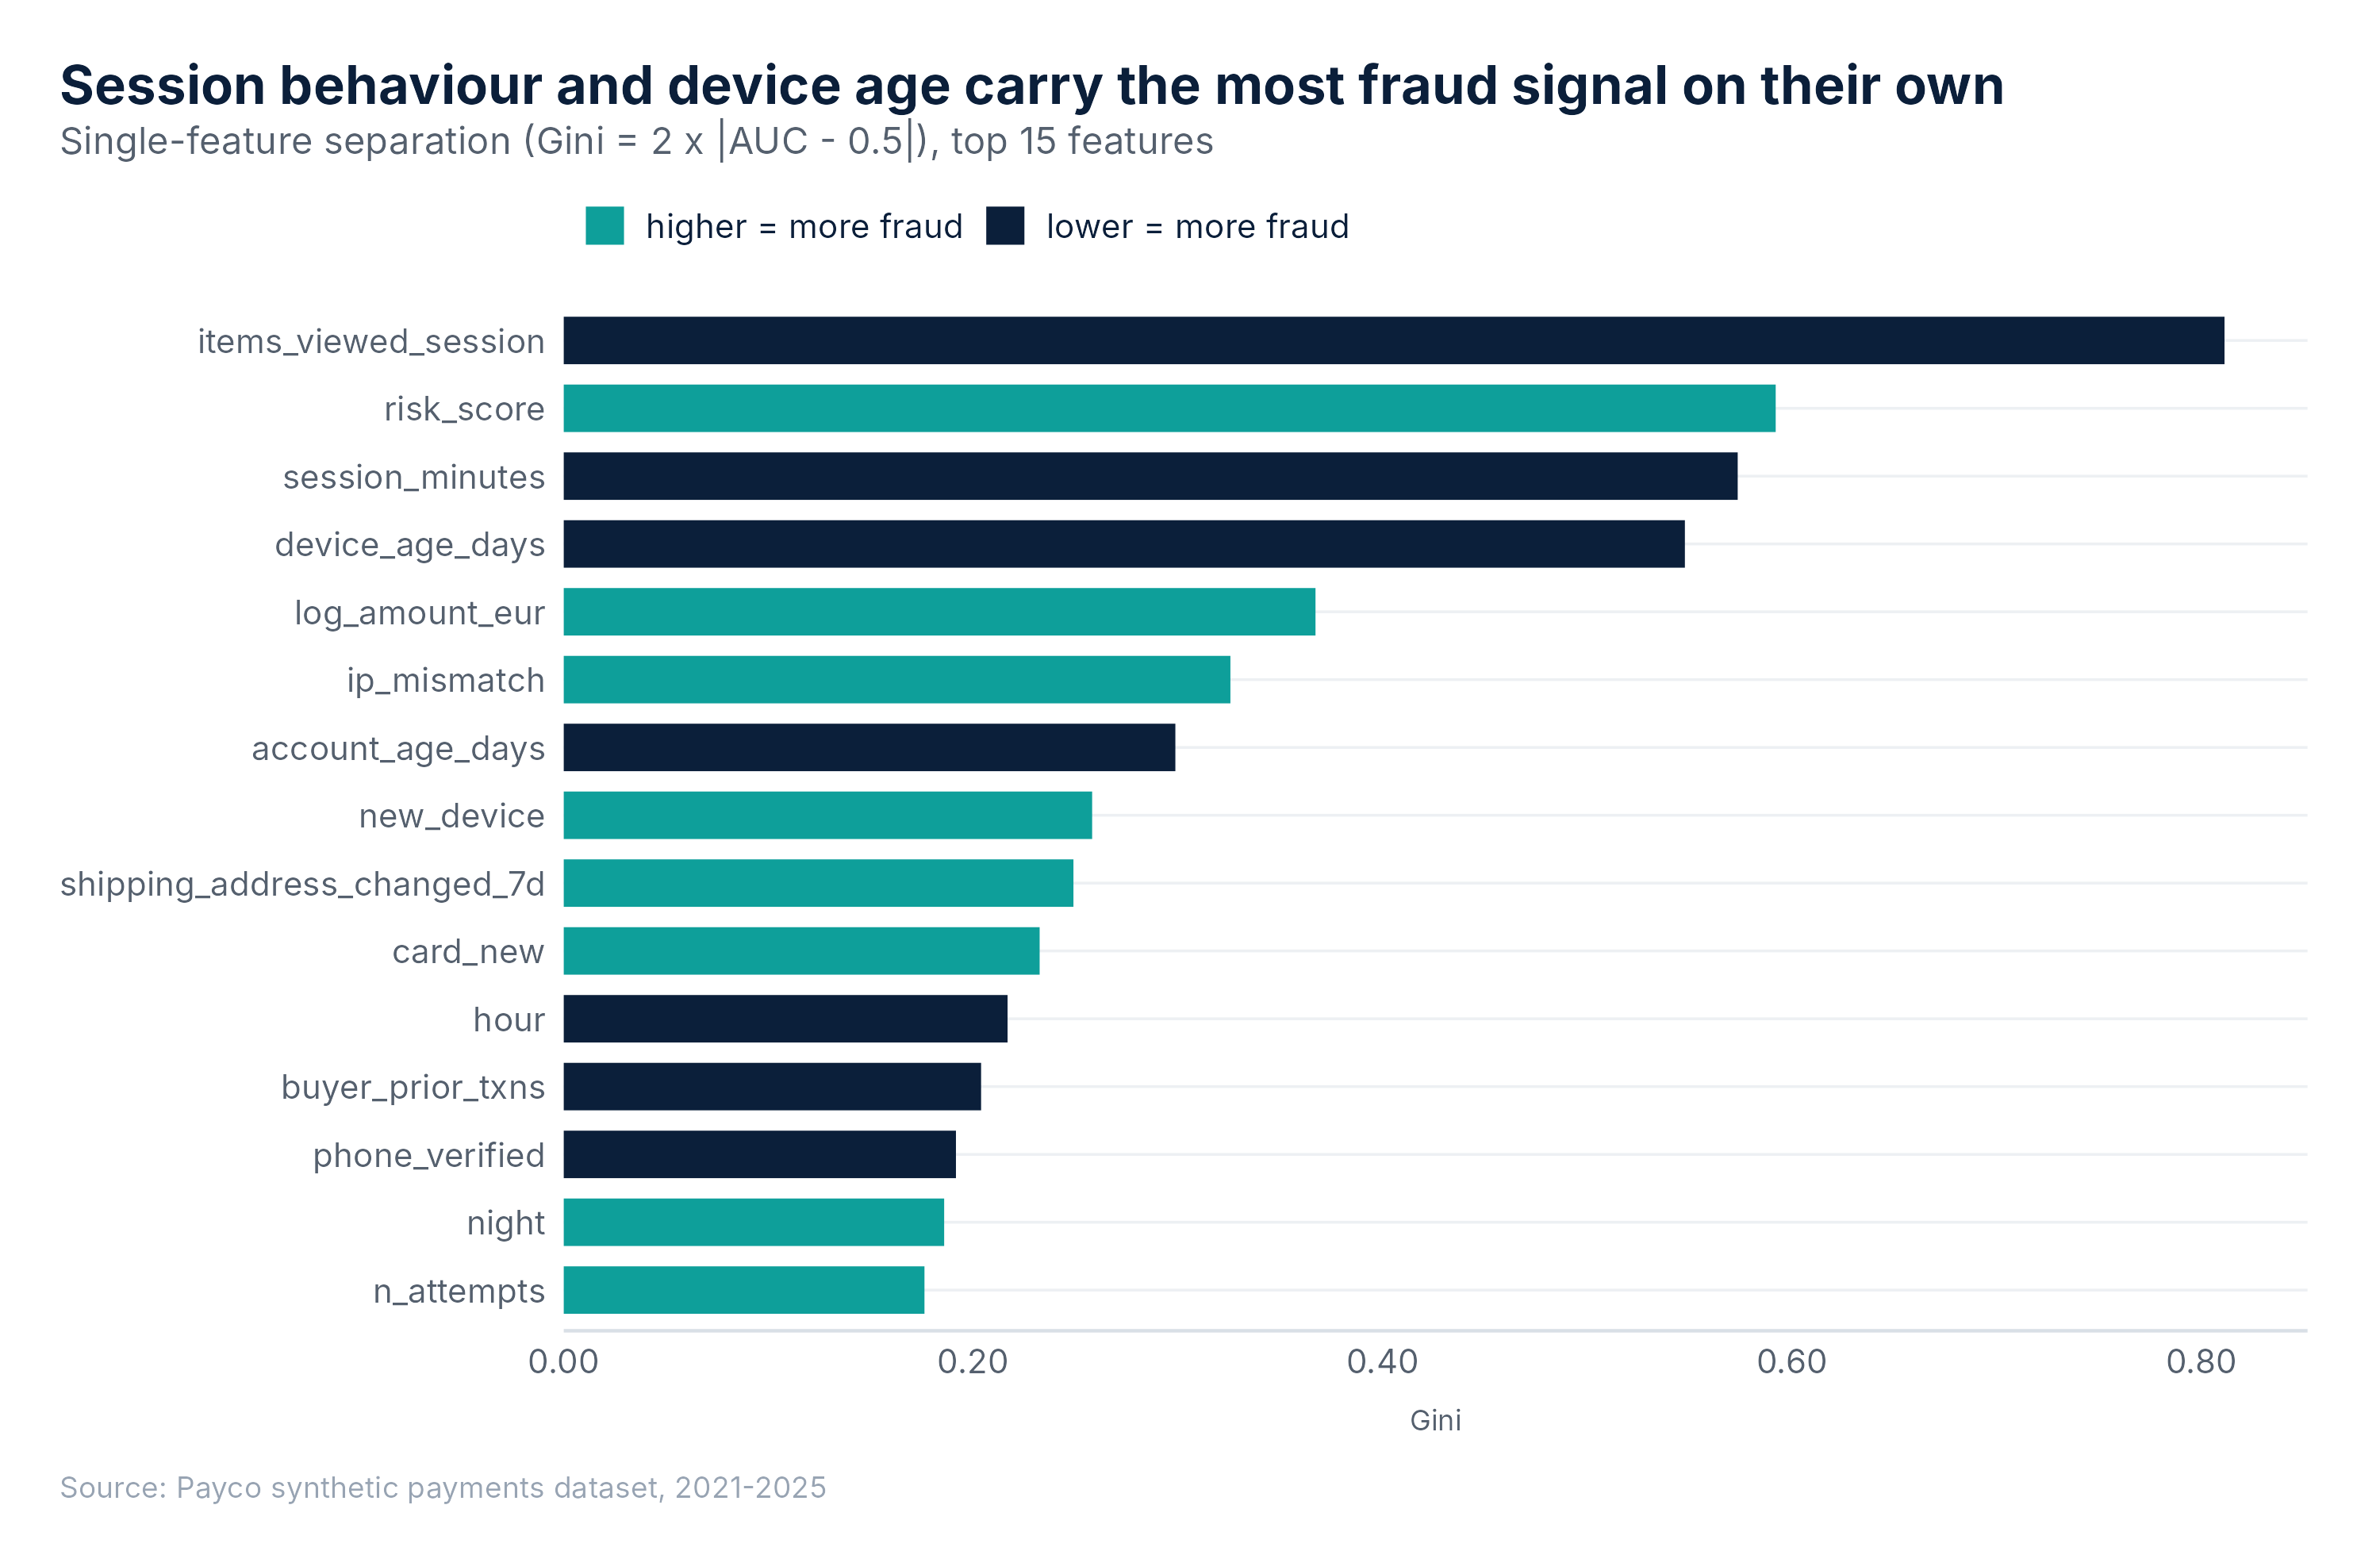 Session behaviour and device age carry the most fraud signal on their own
Single-feature separation (Gini = 2 x |AUC - 0.5|), top 15 features
higher = more fraud
lower = more fraud
items_viewed_session
risk_score
session_minutes
device_age_days
log_amount_eur
ip_mismatch
account_age_days
new_device
shipping_address_changed_7d
card_new
hour
buyer_prior_txns
phone_verified
night
n_attempts
0.00 0.20 0.40 0.60 0.80
Gini
Source: Payco synthetic payments dataset, 2021-2025